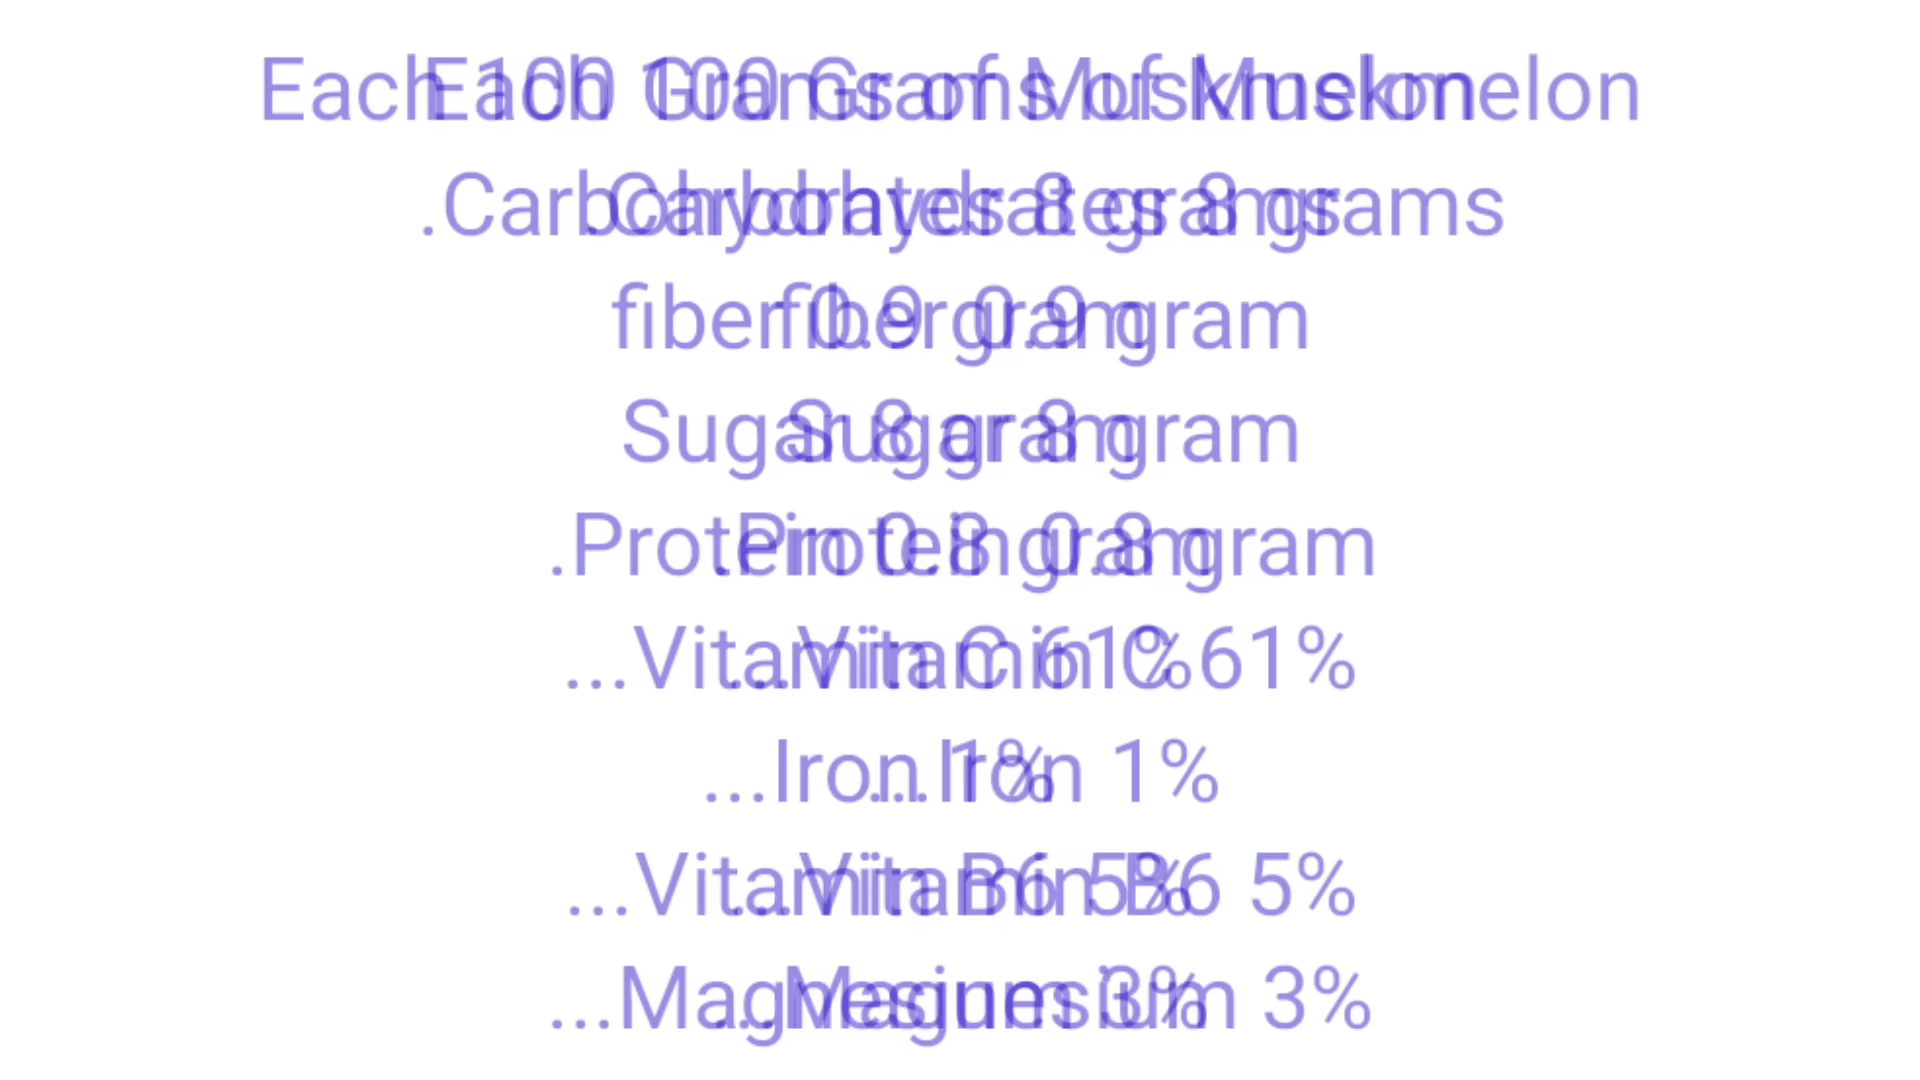 Each 100 Grams of Muskmelon
.Carbohydrates 8 grams
fiber 0.9 gram
Sugar 8 gram
.Protein 0.8 gram
...Vitamin C 61%
...Iron 1%
...Vitamin B6 5%
...Magnesium 3%